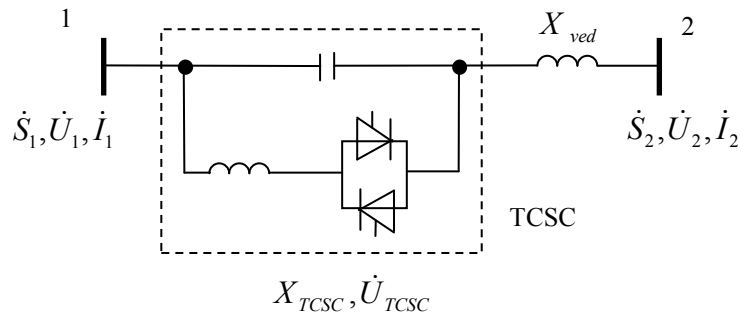 1
X_ved
2
Ṡ₁, U̇₁, İ₁
Ṡ₂, U̇₂, İ₂
TCSC
X_TCSC, U̇_TCSC